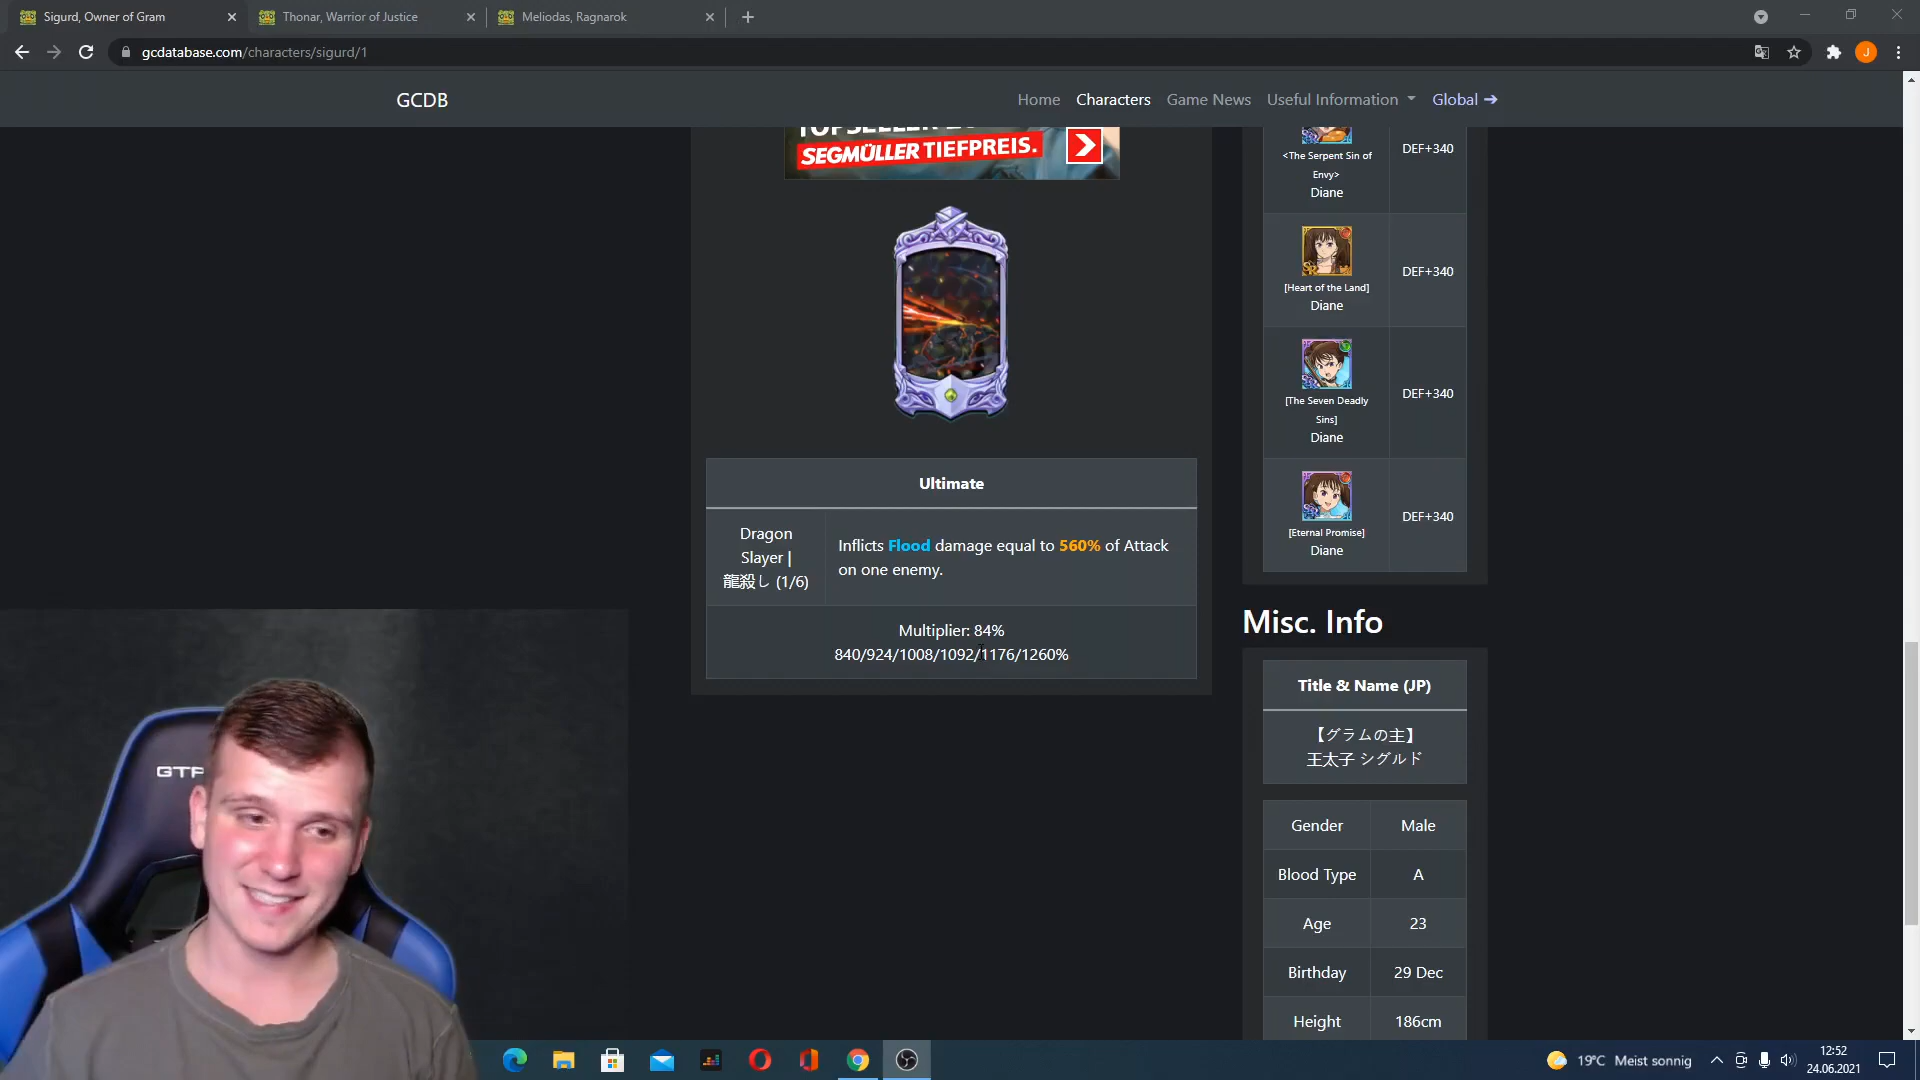 Sigurd, Owner of Gram
Thonar, Warrior of Justice
Meliodas, Ragnarok
gcdatabase.com/characters/sigurd/1
J
GCDB
Home
Characters
Game News
Useful Information
Global
SEGMÜLLER TIEFPREIS.
<The Serpent Sin of
Envy>
Diane
DEF+340
[Heart of the Land]
Diane
DEF+340
[The Seven Deadly
Sins]
Diane
DEF+340
[Eternal Promise]
Diane
DEF+340
Ultimate
Dragon
Slayer |
龍殺し (1/6)
Inflicts Flood damage equal to 560% of Attack
on one enemy.
Multiplier: 84%
840/924/1008/1092/1176/1260%
Misc. Info
Title & Name (JP)
【グラムの主】
王太子 シグルド
Gender
Male
Blood Type
A
Age
23
Birthday
29 Dec
Height
186cm
19°C Meist sonnig
12:52
24.06.2021